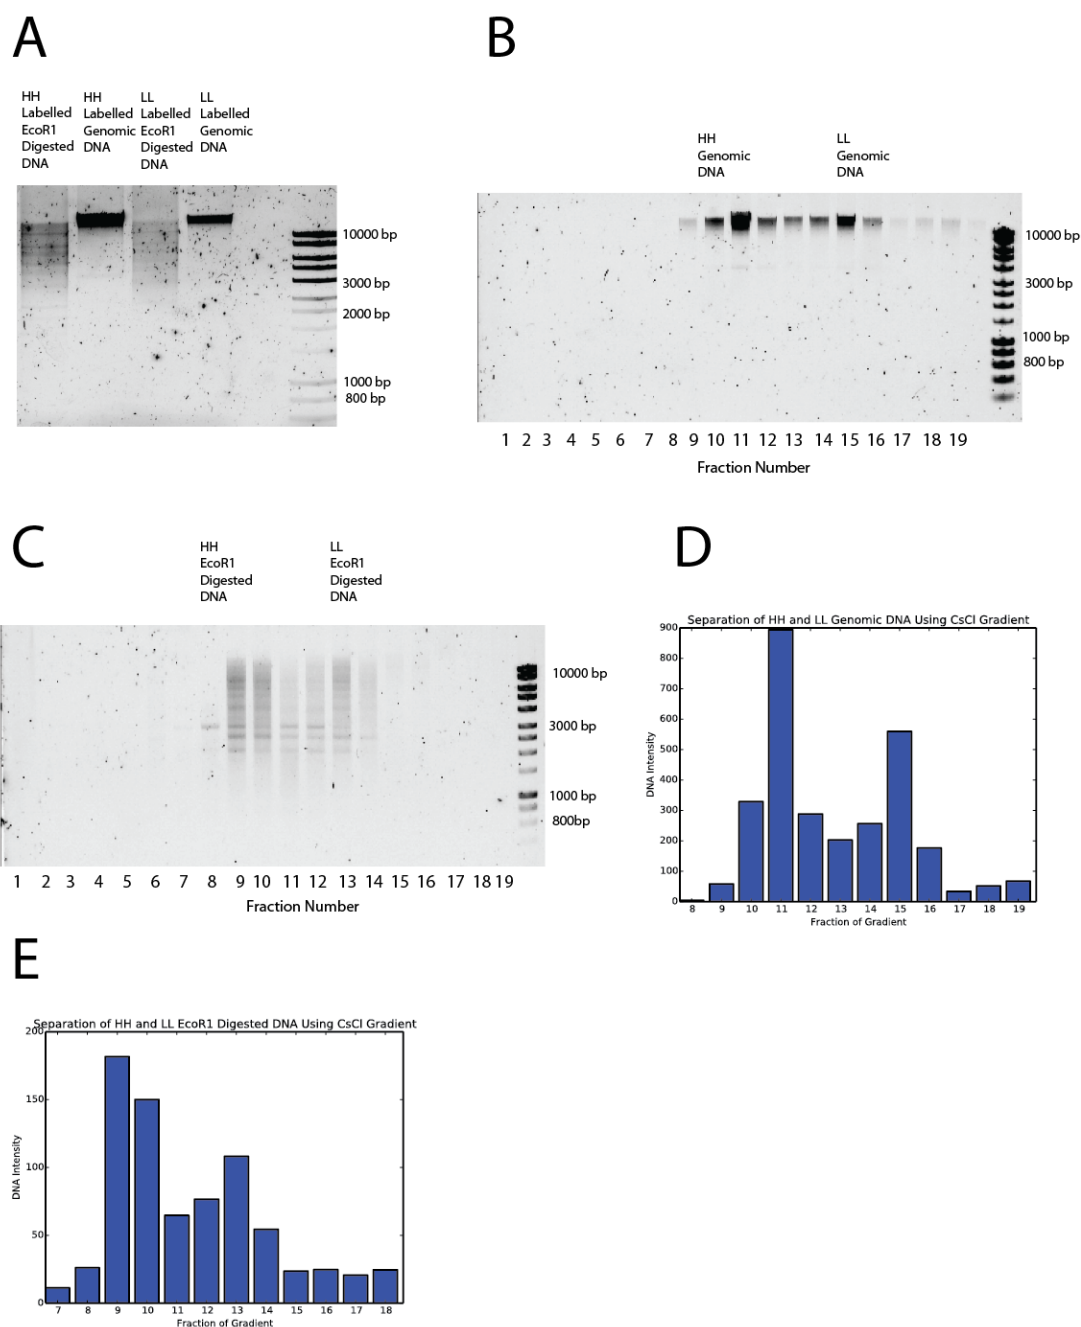 A
HH
Labelled
EcoR1
Digested
DNA
HH
Labelled
Genomic
DNA
LL
Labelled
EcoR1
Digested
DNA
LL
Labelled
Genomic
DNA
10000 bp
3000 bp
2000 bp
1000 bp
800 bp
B
HH
Genomic
DNA
LL
Genomic
DNA
10000 bp
3000 bp
1000 bp
800 bp
1 2 3 4 5 6 7 8 9 10 11 12 13 14 15 16 17 18 19
Fraction Number
C
HH
EcoR1
Digested
DNA
LL
EcoR1
Digested
DNA
10000 bp
3000 bp
1000 bp
800bp
1 2 3 4 5 6 7 8 9 10 11 12 13 14 15 16 17 18 19
Fraction Number
D
Separation of HH and LL Genomic DNA Using CsCl Gradient
900
800
700
600
500
400
300
200
100
0
DNA Intensity
8 9 10 11 12 13 14 15 16 17 18 19
Fraction of Gradient
E
Separation of HH and LL EcoR1 Digested DNA Using CsCl Gradient
200
150
100
50
0
DNA Intensity
7 8 9 10 11 12 13 14 15 16 17 18
Fraction of Gradient